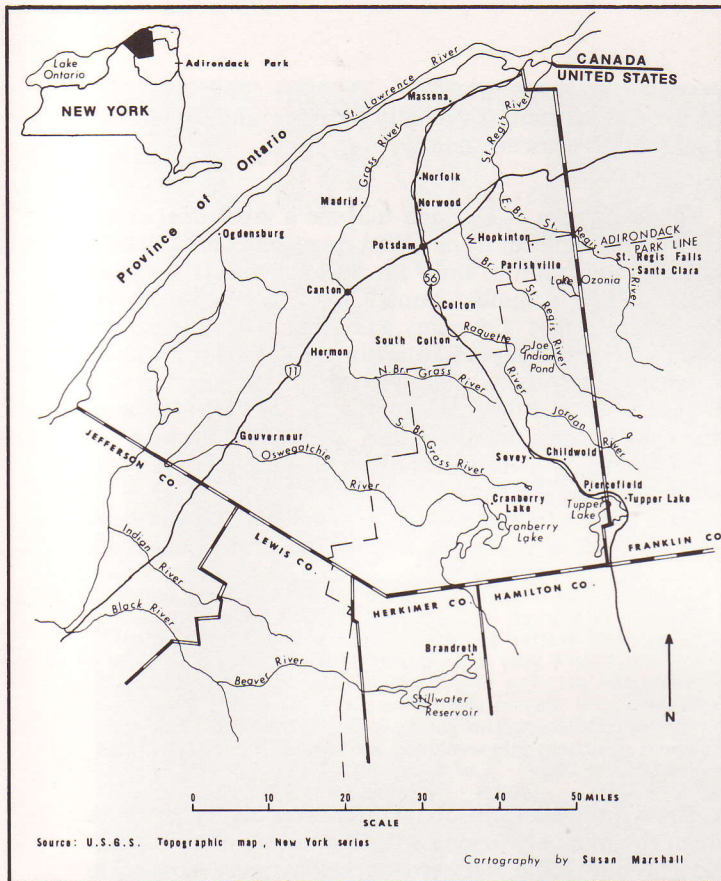 Lake
Ontario
Adirondack Park
NEW YORK
CANADA
UNITED STATES
St. Lawrence River
Province of Ontario
Massena
Grass River
St. Regis River
Norfolk
Madrid
Norwood
Ogdensburg
Potsdam
Hopkinton
E. Br. St. Regis River
ADIRONDACK
PARK LINE
St. Regis Falls
Santa Clara
W. Br. St. Regis River
Parishville
Lake Ozonia
56
Canton
Colton
South Colton
Raquette River
Joe
Indian
Pond
Hermon
11
N. Br. Grass River
S. Br. Grass River
Jordan River
Gouverneur
Oswegatchie River
Sevey
Childwold
Piercefield
Tupper Lake
Tupper
Lake
Cranberry
Lake
Cranberry
Lake
JEFFERSON CO.
LEWIS CO.
HERKIMER CO.
HAMILTON CO.
FRANKLIN CO
Indian River
Black River
Beaver River
Brandreth
Stillwater
Reservoir
N
0 10 20 30 40 50 MILES
SCALE
Source: U.S.G.S. Topographic map, New York series
Cartography by Susan Marshall